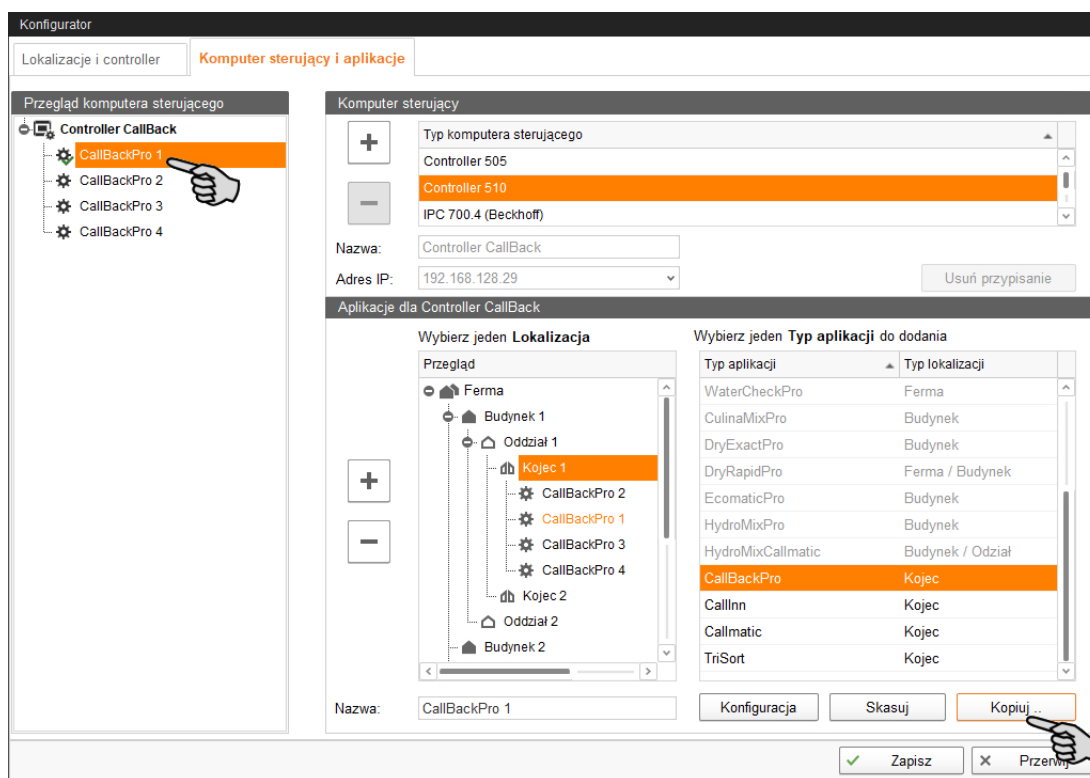 Konfigurator
Lokalizacje i controller
Komputer sterujący i aplikacje
Przegląd komputera sterującego
Controller CallBack
CallBackPro 1
CallBackPro 2
CallBackPro 3
CallBackPro 4
Komputer sterujący
Typ komputera sterującego
Controller 505
Controller 510
IPC 700.4 (Beckhoff)
Nazwa: Controller CallBack
Adres IP: 192.168.128.29
Usuń przypisanie
Aplikacje dla Controller CallBack
Wybierz jeden Lokalizacja
Przegląd
Ferma
Budynek 1
Oddział 1
Kojec 1
CallBackPro 2
CallBackPro 1
CallBackPro 3
CallBackPro 4
Kojec 2
Oddział 2
Budynek 2
Nazwa: CallBackPro 1
Wybierz jeden Typ aplikacji do dodania
Typ aplikacji Typ lokalizacji
WaterCheckPro Ferma
CulinaMixPro Budynek
DryExactPro Budynek
DryRapidPro Ferma / Budynek
EcomaticPro Budynek
HydroMixPro Budynek
HydroMixCallmatic Budynek / Odział
CallBackPro Kojec
CallInn Kojec
Callmatic Kojec
TriSort Kojec
Konfiguracja Skasuj Kopiuj ..
Zapisz Przerwij